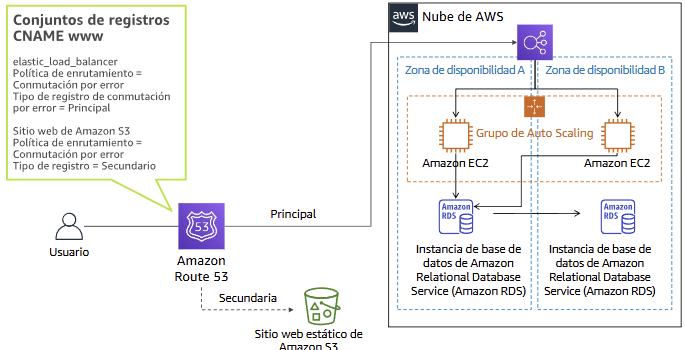 Conjuntos de registros
CNAME www
elastic_load_balancer
Política de enrutamiento =
Conmutación por error
Tipo de registro de conmutación
por error = Principal
Sitio web de Amazon S3
Política de enrutamiento =
Conmutación por error
Tipo de registro = Secundario
aws
Nube de AWS
Zona de disponibilidad A
Zona de disponibilidad B
Grupo de Auto Scaling
Amazon EC2
Amazon EC2
Amazon
RDS
Amazon
RDS
Instancia de base de
datos de Amazon
Relational Database
Service (Amazon RDS)
Instancia de base de
datos de Amazon
Relational Database
Service (Amazon RDS)
Usuario
53
Amazon
Route 53
Principal
Secundaria
Sitio web estático de
Amazon S3